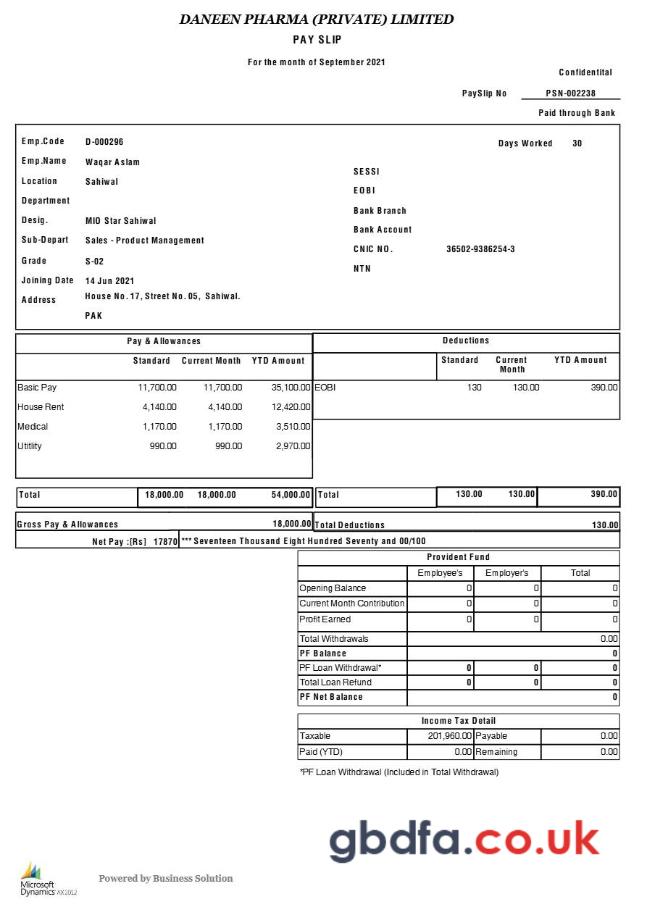 DANEEN PHARMA (PRIVATE) LIMITED
PAY SLIP
For the month of September 2021
Confidentital
PaySlip No PSN-002238
Paid through Bank
Emp.Code D-000296 Days Worked 30
Emp.Name Waqar Aslam
SESSI
Location Sahiwal
EOBI
Department
Bank Branch
Desig. MIO Star Sahiwal
Bank Account
Sub-Depart Sales - Product Management
CNIC NO. 36502-9386254-3
Grade S-02
NTN
Joining Date 14 Jun 2021
Address House No. 17, Street No. 05, Sahiwal.
PAK
Pay & Allowances Deductions
Standard Current Month YTD Amount Standard Current Month YTD Amount
Basic Pay 11,700.00 11,700.00 35,100.00 EOBI 130 130.00 390.00
House Rent 4,140.00 4,140.00 12,420.00
Medical 1,170.00 1,170.00 3,510.00
Utitlity 990.00 990.00 2,970.00
Total 18,000.00 18,000.00 54,000.00 Total 130.00 130.00 390.00
Gross Pay & Allowances 18,000.00 Total Deductions 130.00
Net Pay :[Rs] 17870 *** Seventeen Thousand Eight Hundred Seventy and 00/100
Provident Fund
Employee's Employer's Total
Opening Balance 0 0 0
Current Month Contribution 0 0 0
Profit Earned 0 0 0
Total Withdrawals 0.00
PF Balance 0
PF Loan Withdrawal* 0 0 0
Total Loan Refund 0 0 0
PF Net Balance 0
Income Tax Detail
Taxable 201,960.00 Payable 0.00
Paid (YTD) 0.00 Remaining 0.00
*PF Loan Withdrawal (Included in Total Withdrawal)
gbdfa.co.uk
Microsoft
Dynamics AX2012
Powered by Business Solution